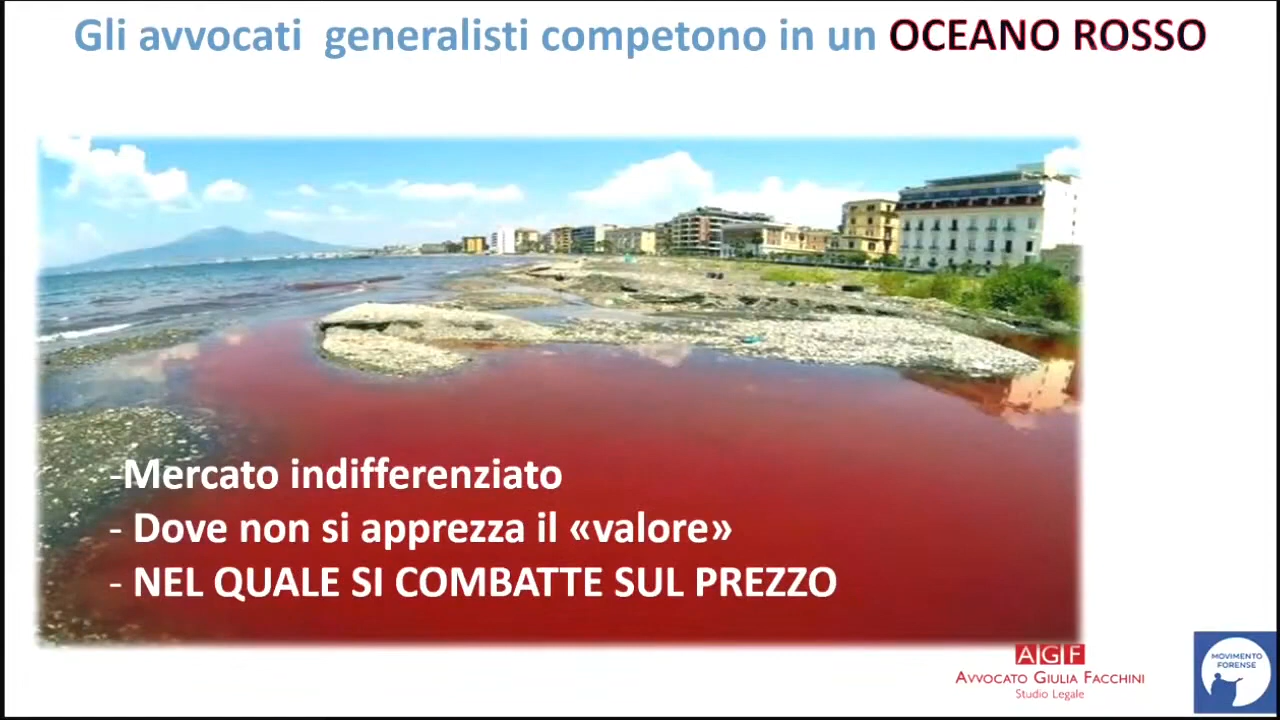 Gli avvocati generalisti competono in un OCEANO ROSSO
-Mercato indifferenziato
- Dove non si apprezza il «valore»
- NEL QUALE SI COMBATTE SUL PREZZO
AGF
AVVOCATO GIULIA FACCHINI
Studio Legale
MOVIMENTO
FORENSE